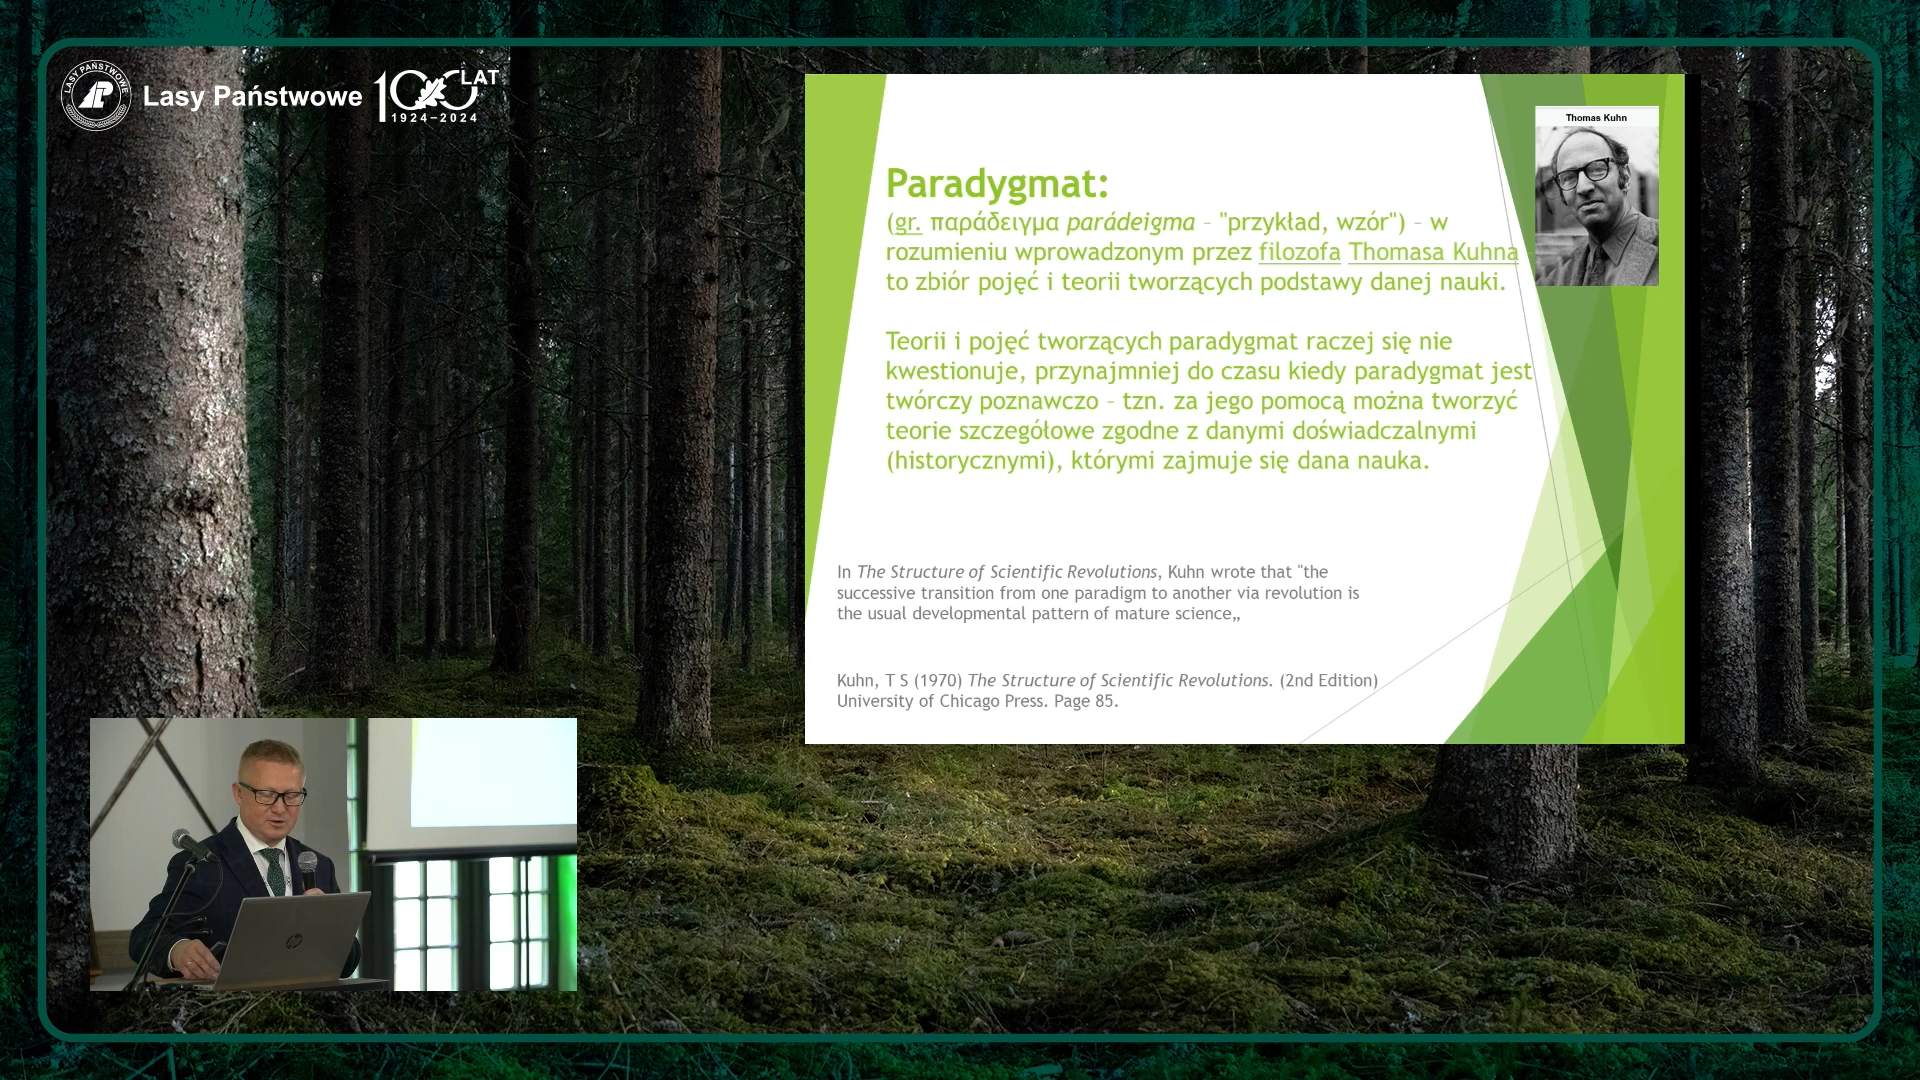 LASY PAŃSTWOWE
Lasy Państwowe
100 LAT
1924-2024
Thomas Kuhn
Paradygmat:
(gr. παράδειγμα parádeigma – "przykład, wzór") – w
rozumieniu wprowadzonym przez filozofa Thomasa Kuhna
to zbiór pojęć i teorii tworzących podstawy danej nauki.
Teorii i pojęć tworzących paradygmat raczej się nie
kwestionuje, przynajmniej do czasu kiedy paradygmat jest
twórczy poznawczo – tzn. za jego pomocą można tworzyć
teorie szczegółowe zgodne z danymi doświadczalnymi
(historycznymi), którymi zajmuje się dana nauka.
In The Structure of Scientific Revolutions, Kuhn wrote that "the
successive transition from one paradigm to another via revolution is
the usual developmental pattern of mature science„
Kuhn, T S (1970) The Structure of Scientific Revolutions. (2nd Edition)
University of Chicago Press. Page 85.
hp